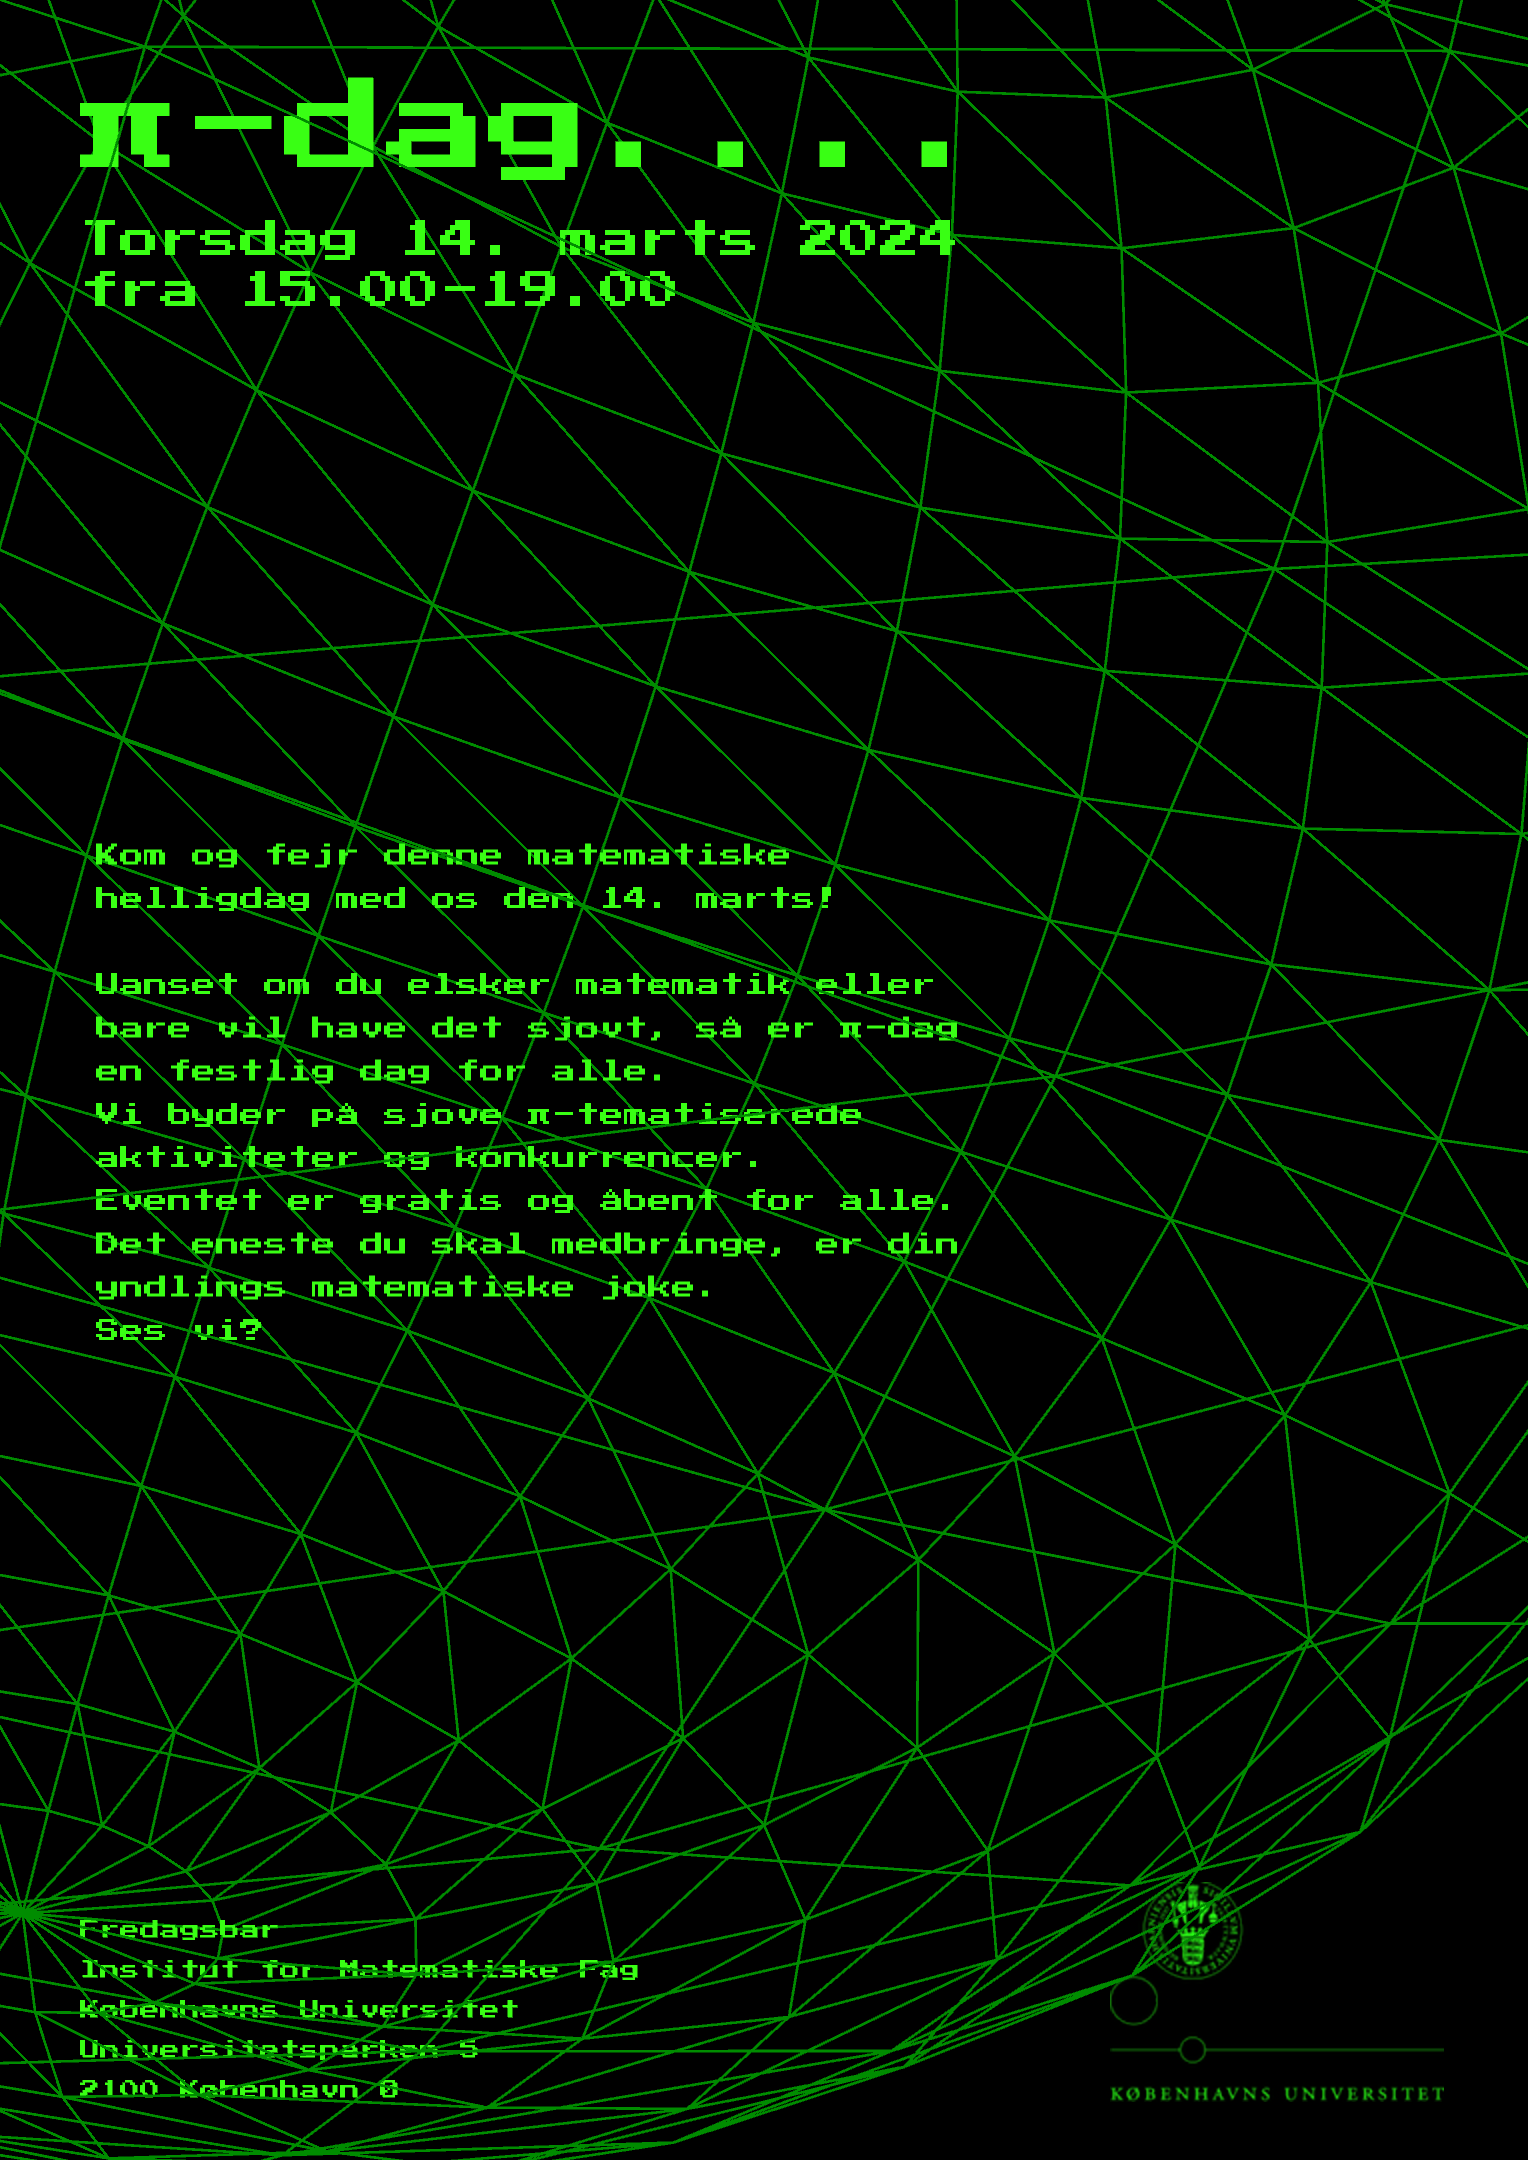 π-dag....
Torsdag 14. marts 2024
fra 15.00-19.00
Kom og fejr denne matematiske
helligdag med os den 14. marts!
Uanset om du elsker matematik eller
bare vil have det sjovt, så er π-dag
en festlig dag for alle.
Vi byder på sjove π-tematiserede
aktiviteter og konkurrencer.
Eventet er gratis og åbent for alle.
Det eneste du skal medbringe, er din
yndlings matematiske joke.
Ses vi?
Fredagsbar
Institut for Matematiske Fag
Københavns Universitet
Universitetsparken 5
2100 København Ø
KØBENHAVNS UNIVERSITET